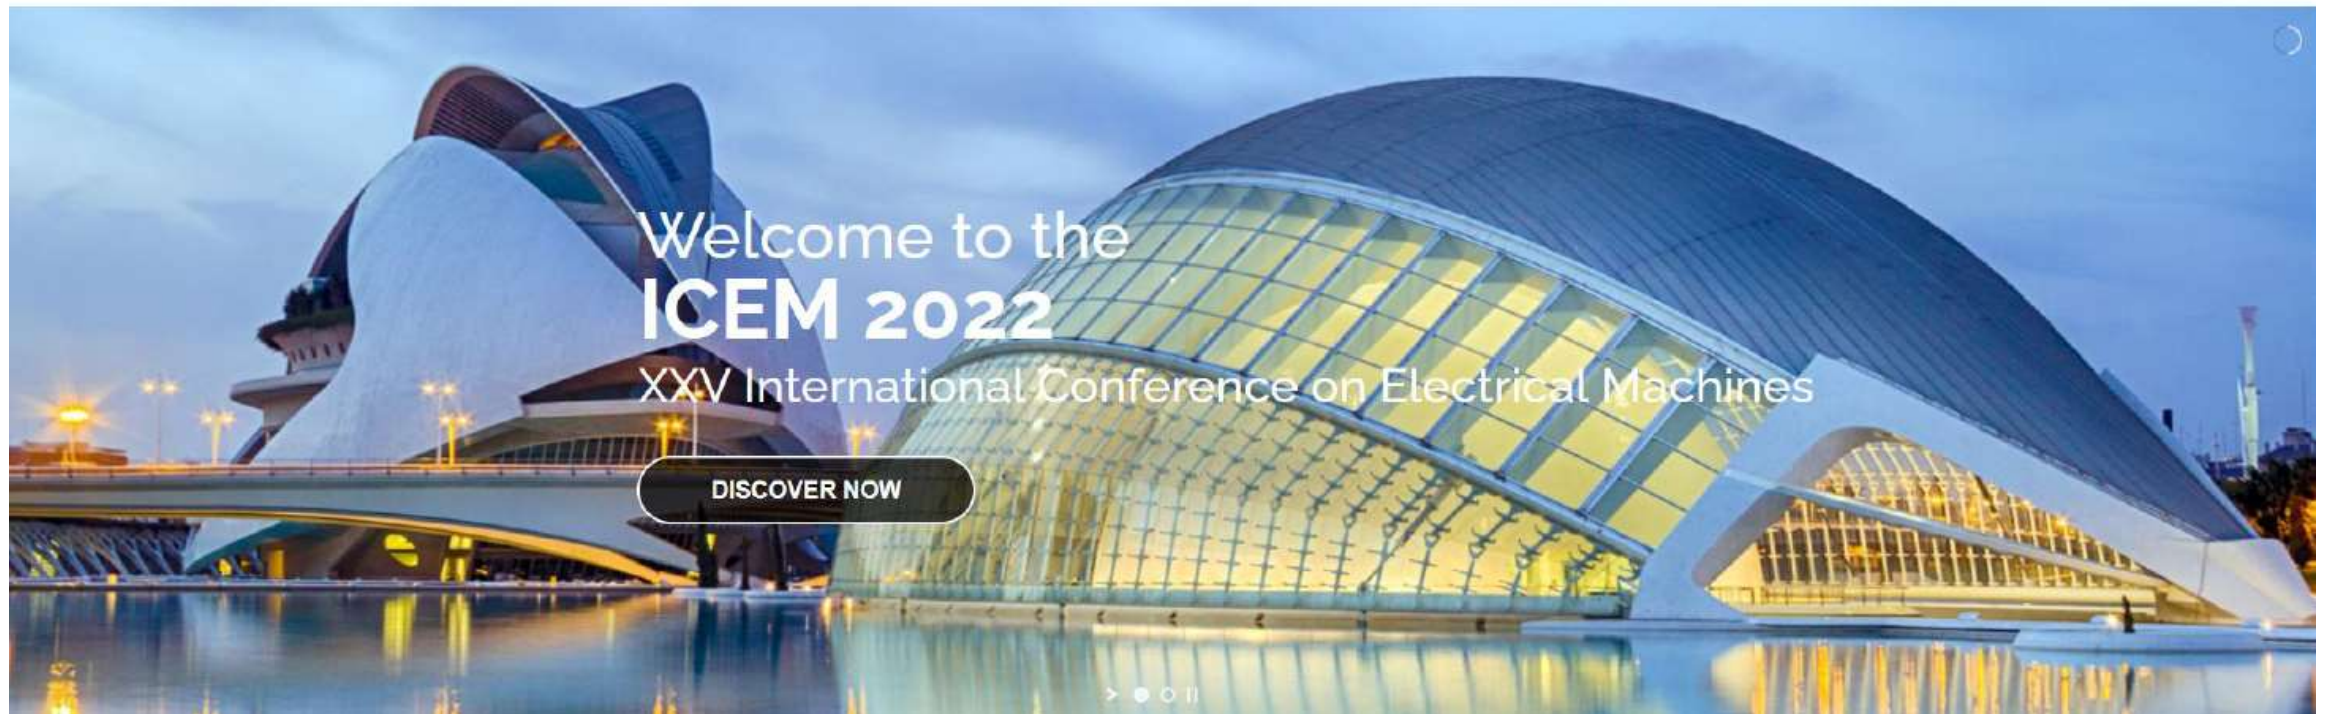 Welcome to the
ICEM 2022
XXV International Conference on Electrical Machines
DISCOVER NOW